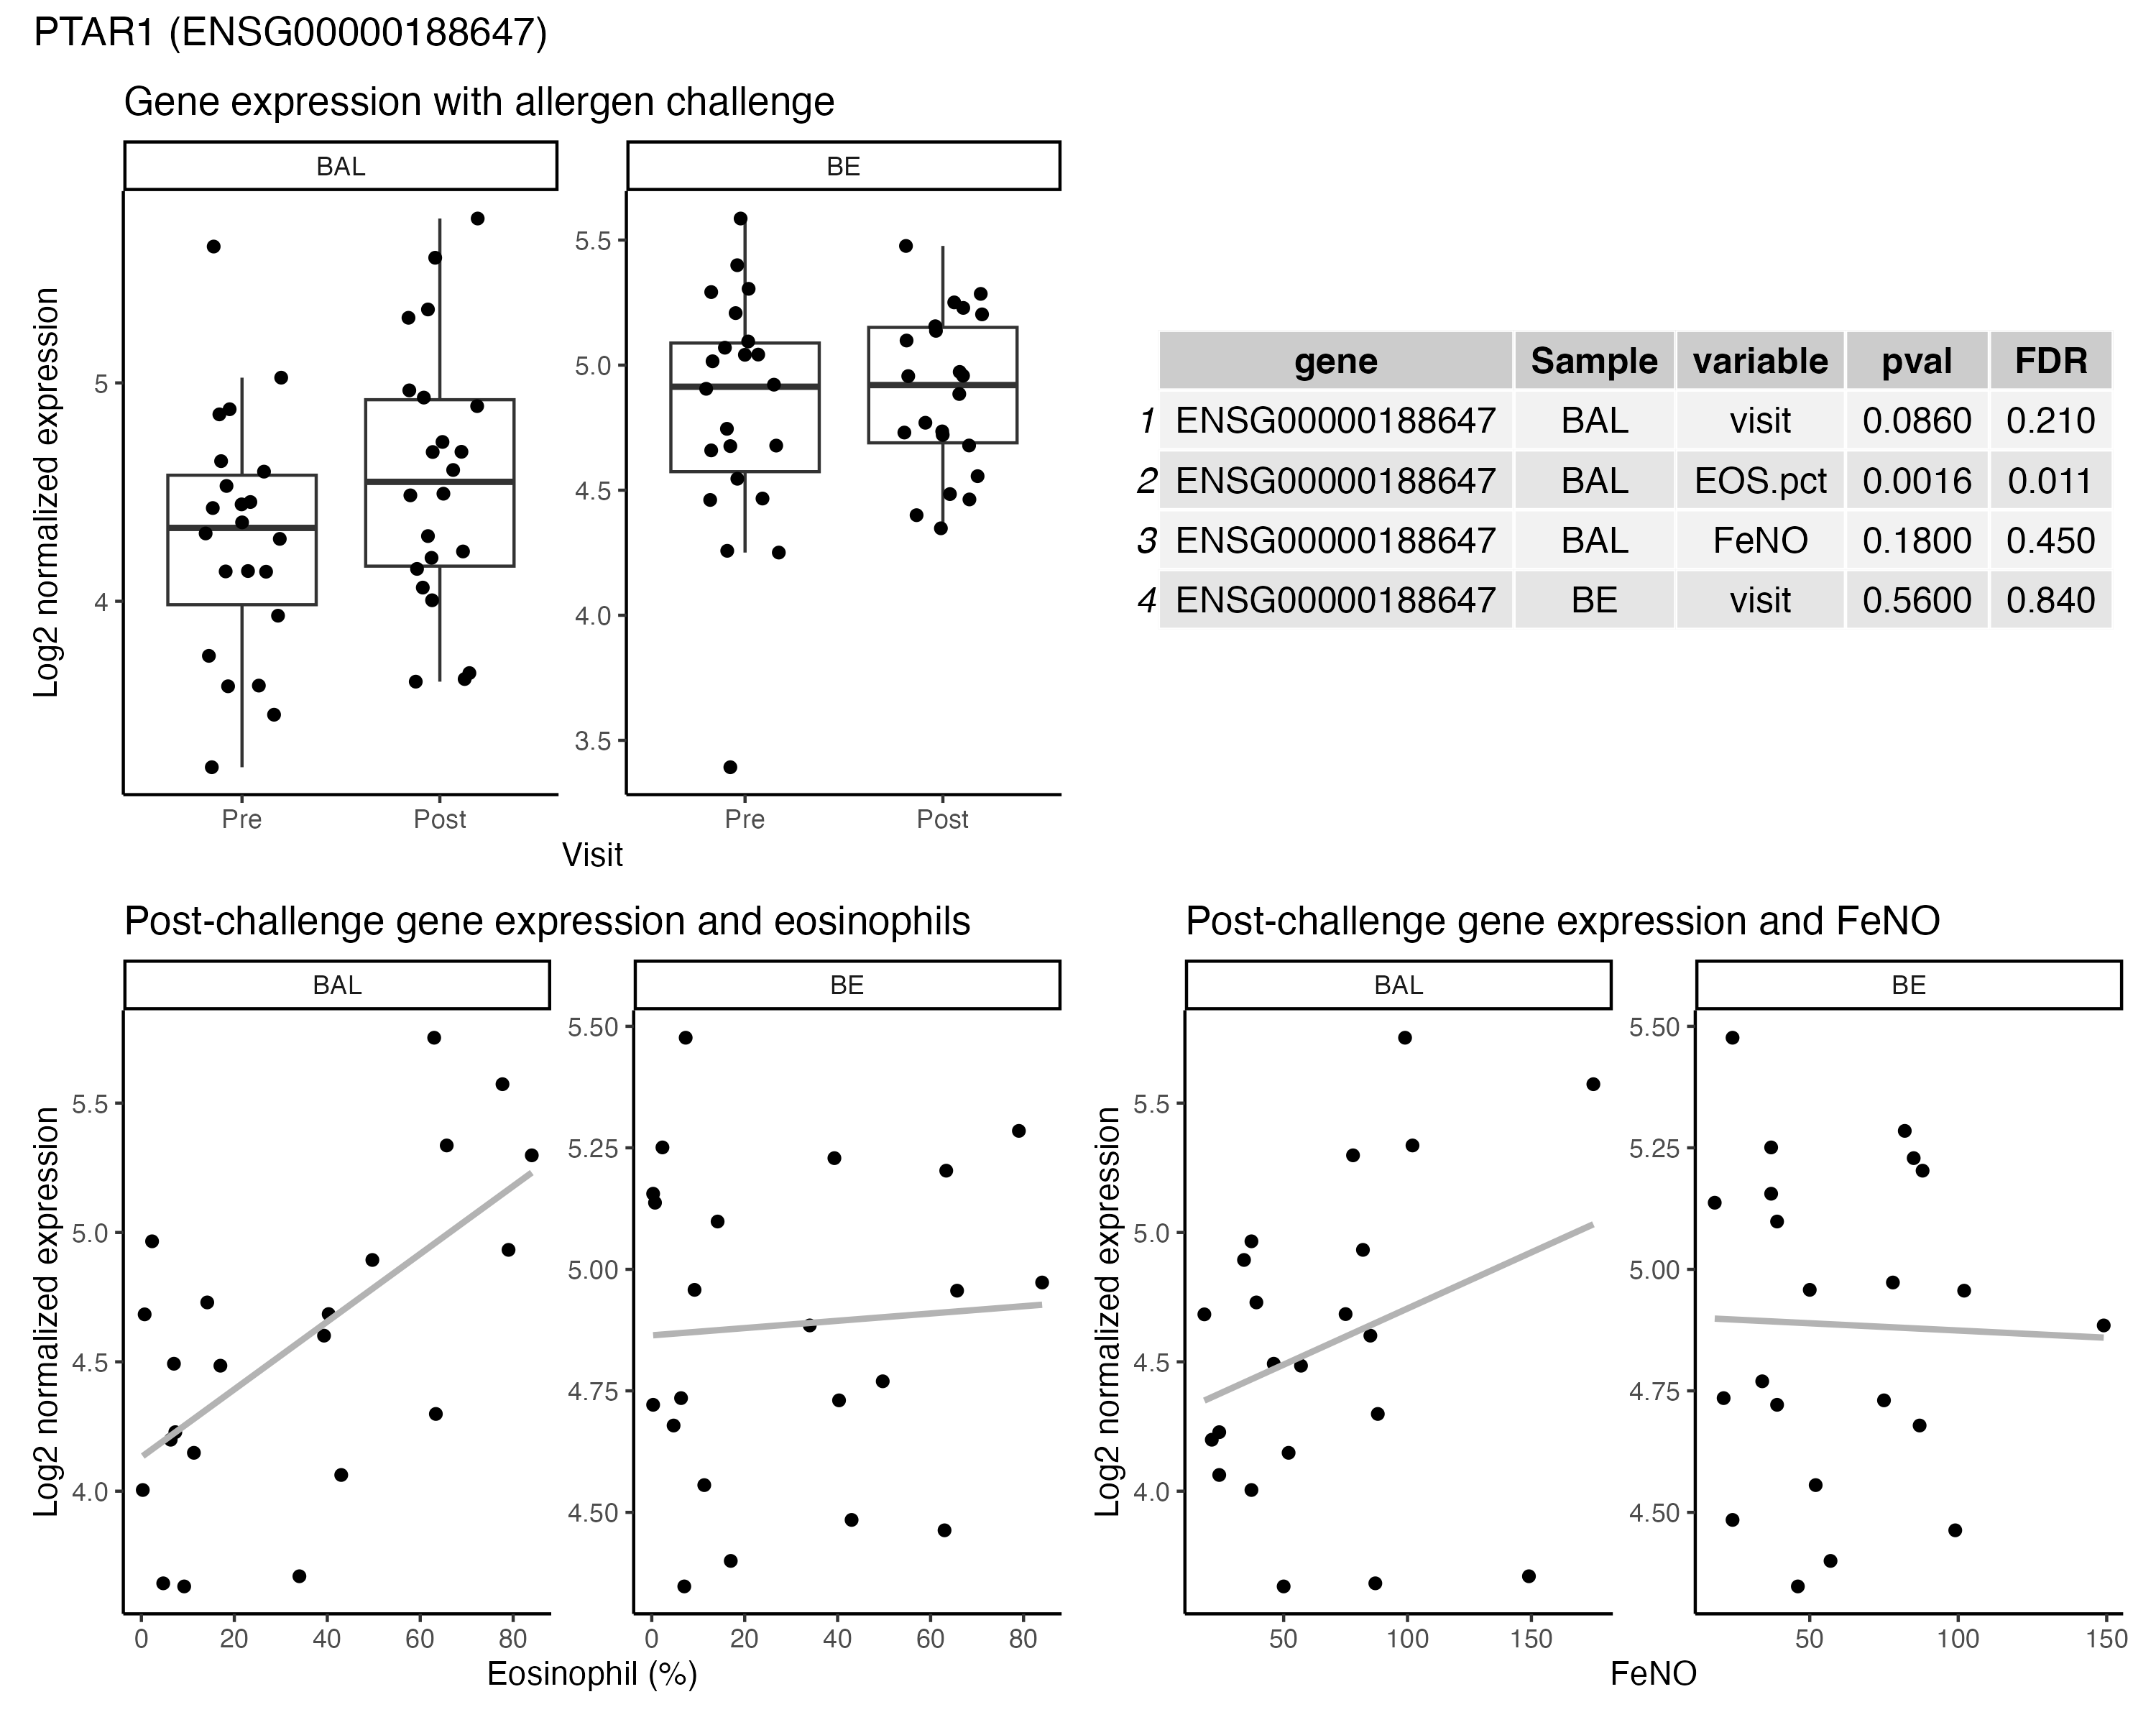 PTAR1 (ENSG00000188647)
Gene expression with allergen challenge
BAL
BE
Log2 normalized expression
5
4
5.5
5.0
4.5
4.0
3.5
Pre
Post
Pre
Post
Visit
gene Sample variable pval FDR
1 ENSG00000188647 BAL visit 0.0860 0.210
2 ENSG00000188647 BAL EOS.pct 0.0016 0.011
3 ENSG00000188647 BAL FeNO 0.1800 0.450
4 ENSG00000188647 BE visit 0.5600 0.840
Post-challenge gene expression and eosinophils
BAL
BE
Log2 normalized expression
5.5
5.0
4.5
4.0
5.50
5.25
5.00
4.75
4.50
0 20 40 60 80
0 20 40 60 80
Eosinophil (%)
Post-challenge gene expression and FeNO
BAL
BE
Log2 normalized expression
5.5
5.0
4.5
4.0
5.50
5.25
5.00
4.75
4.50
50 100 150
50 100 150
FeNO